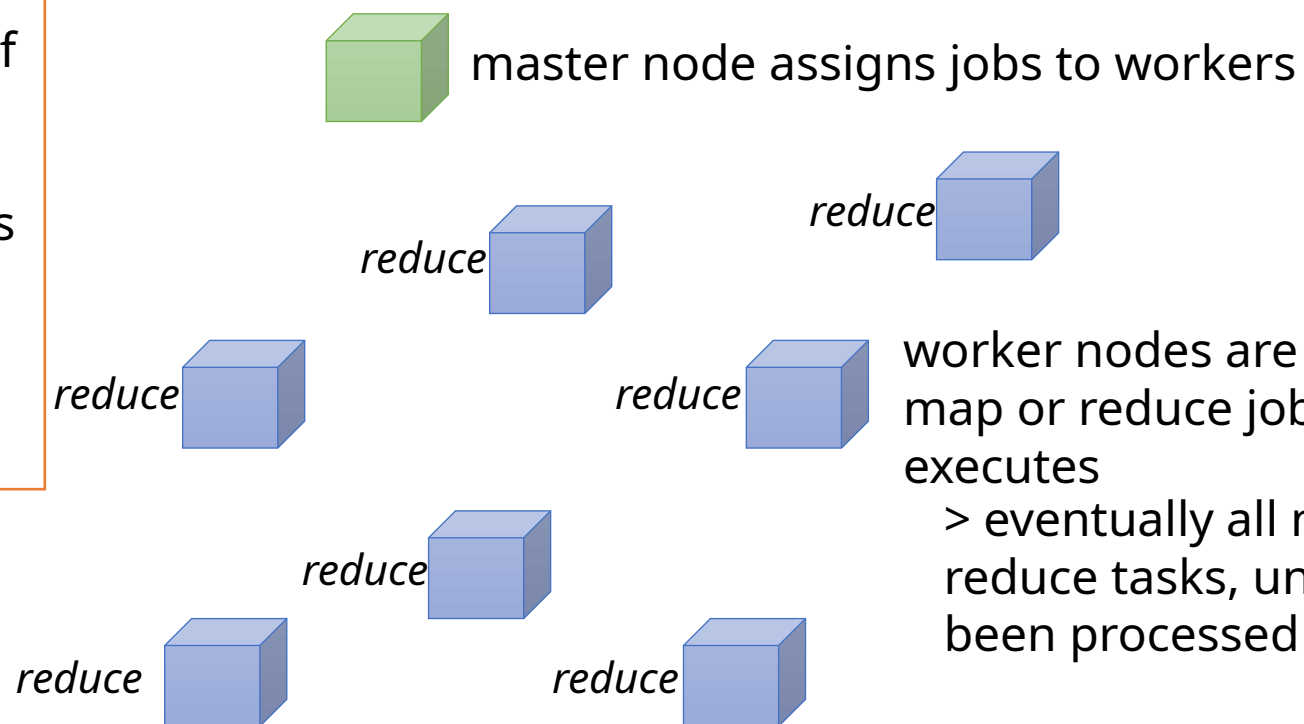 f
master node assigns jobs to workers
reduce
s
reduce
worker nodes are
map or reduce job
reduce
reduce
executes
> eventually all
reduce tasks, un
reduce
been processed
reduce
reduce